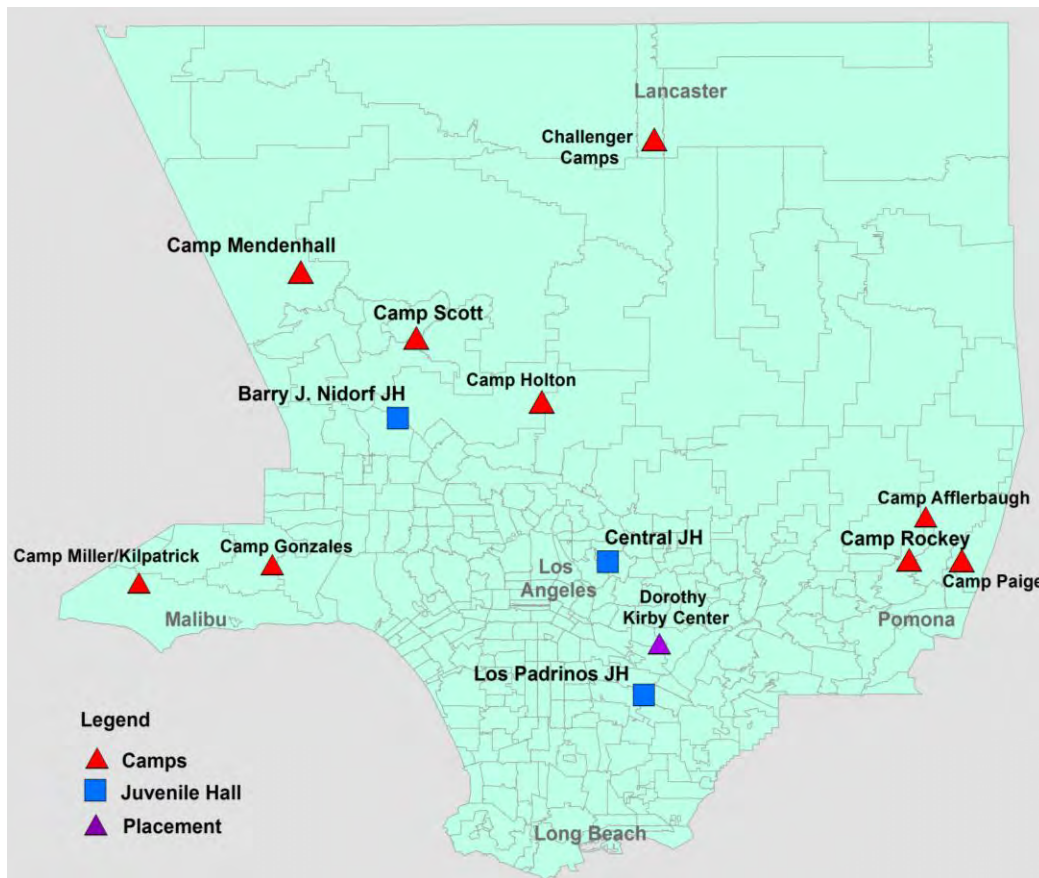 Lancaster
Challenger
Camps
Camp Mendenhall
Camp Scott
Camp Holton
Barry J. Nidorf JH
Camp Afflerbaugh
Central JH
Camp Rockey
Camp Miller/Kilpatrick
Camp Gonzales
Los
Angeles
Camp Paige
Dorothy
Kirby Center
Malibu
Pomona
Los Padrinos JH
Legend
Camps
Juvenile Hall
Placement
Long Beach